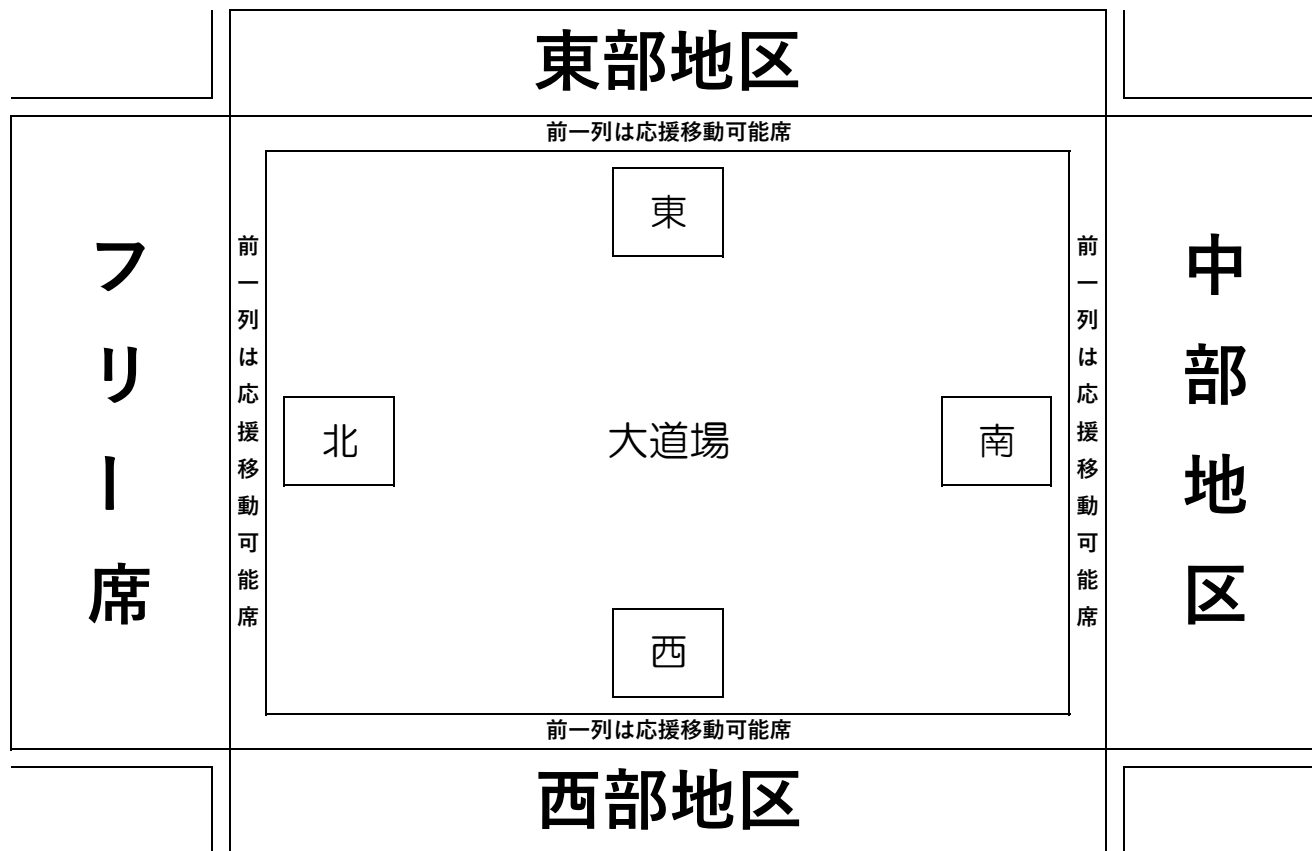 東部地区
前一列は応援移動可能席
東
フリー席
前一列は応援移動可能席
北
大道場
南
前一列は応援移動可能席
中部地区
西
前一列は応援移動可能席
西部地区